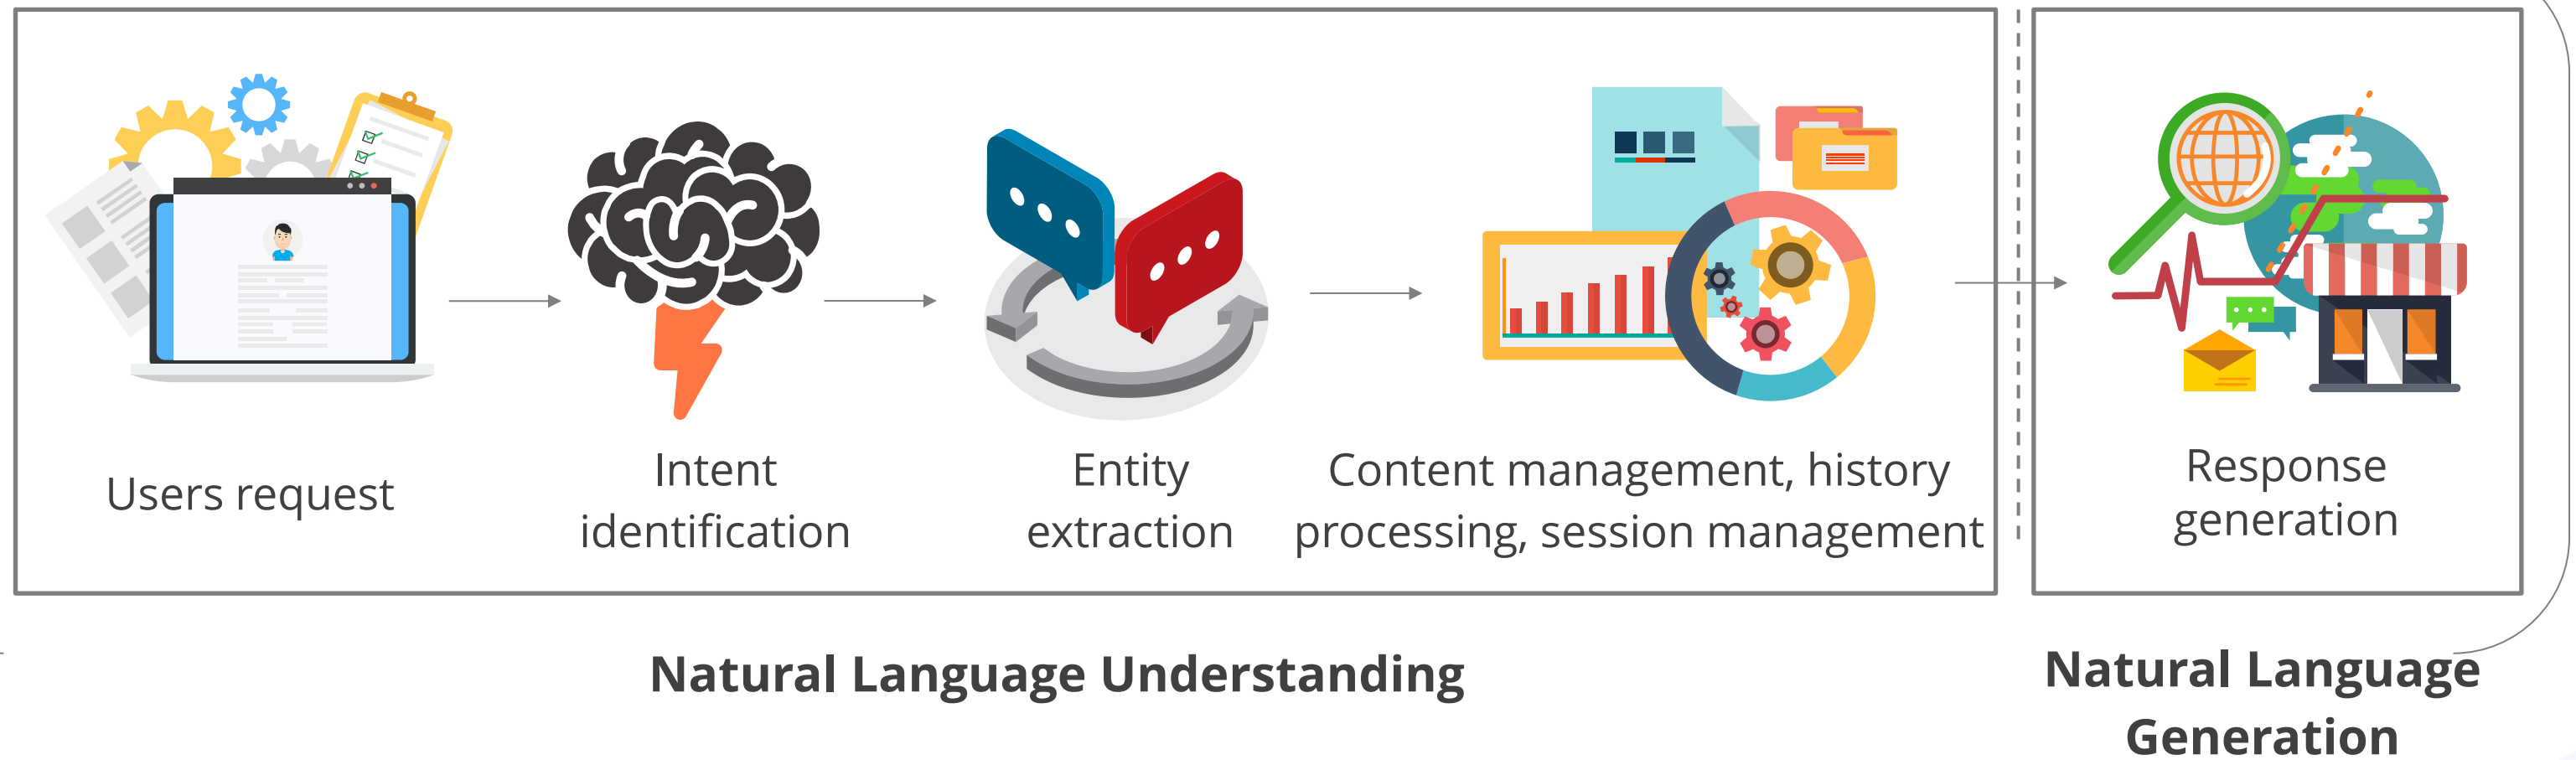 Users request
Intent
identification
Entity
extraction
Content management, history
processing, session management
Response
generation
Natural Language Understanding
Natural Language
Generation